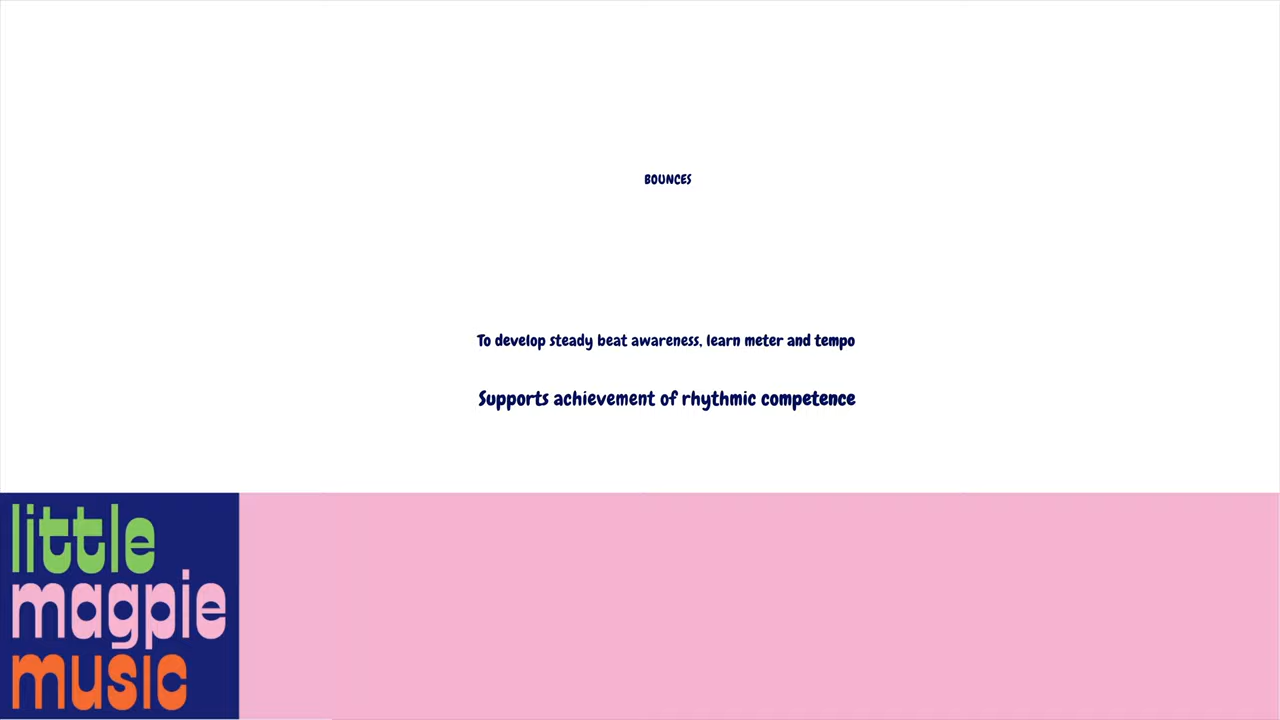 BOUNCES
To develop steady beat awareness, learn meter and tempo
Supports achievement of rhythmic competence
little
magpie
music